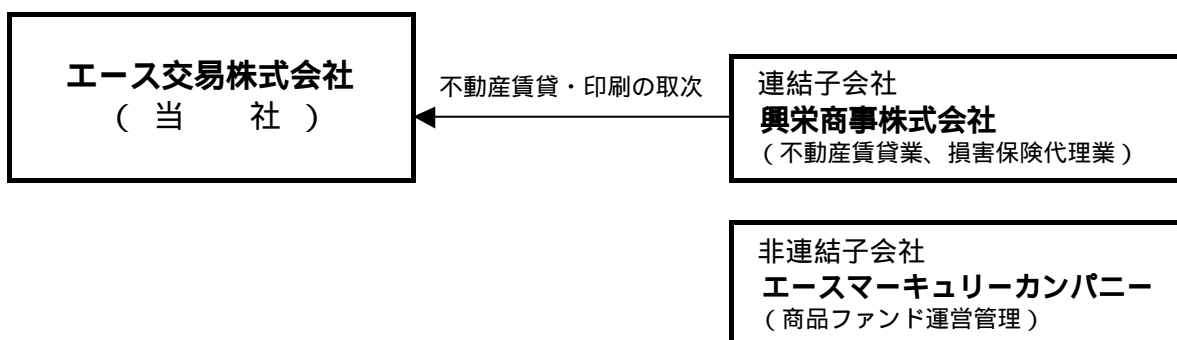 エース交易株式会社
（ 当　　社 ）
不動産賃貸・印刷の取次
連結子会社
興栄商事株式会社
（不動産賃貸業、損害保険代理業）
非連結子会社
エースマーキュリーカンパニー
（商品ファンド運営管理）